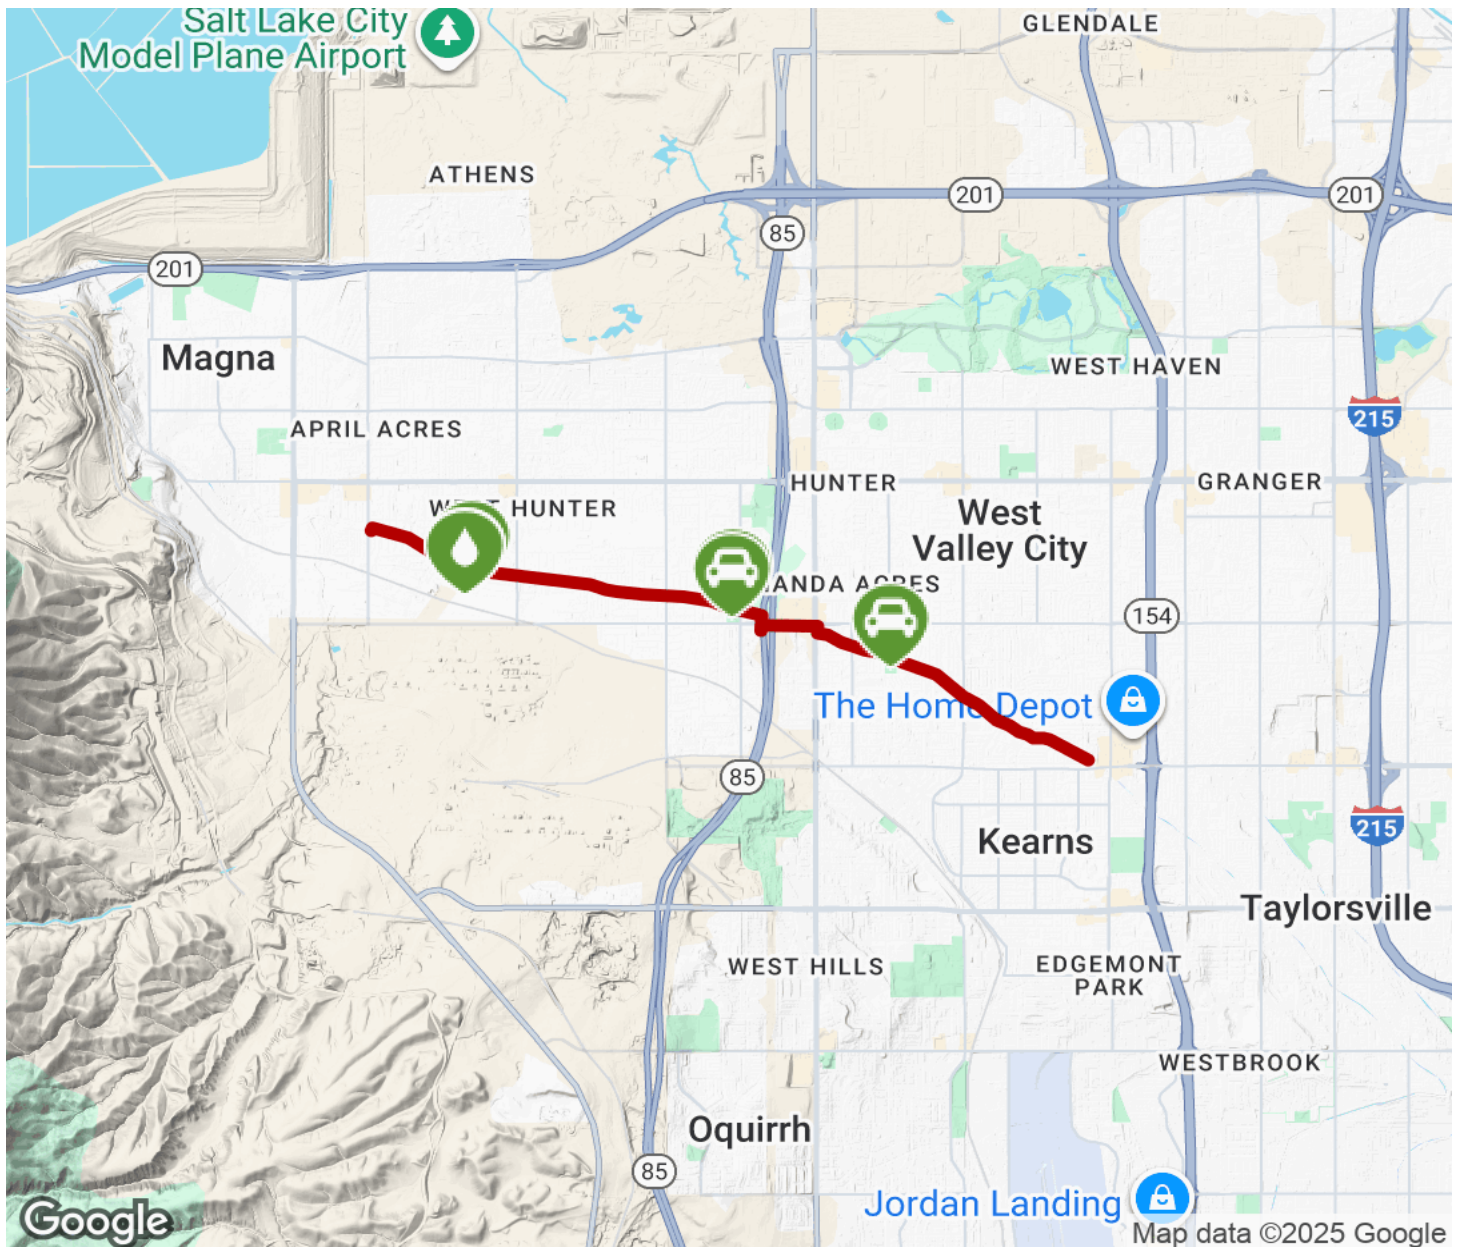 Salt Lake City
Model Plane Airport
GLENDALE
ATHENS
201
201
85
201
Magna
WEST HAVEN
215
APRIL ACRES
HUNTER
GRANGER
HUNTER
West
Valley City
ANDA ACRES
154
The Home Depot
85
Kearns
215
Taylorsville
WEST HILLS
EDGEMONT
PARK
WESTBROOK
Oquirrh
85
Jordan Landing
Google
Map data ©2025 Google